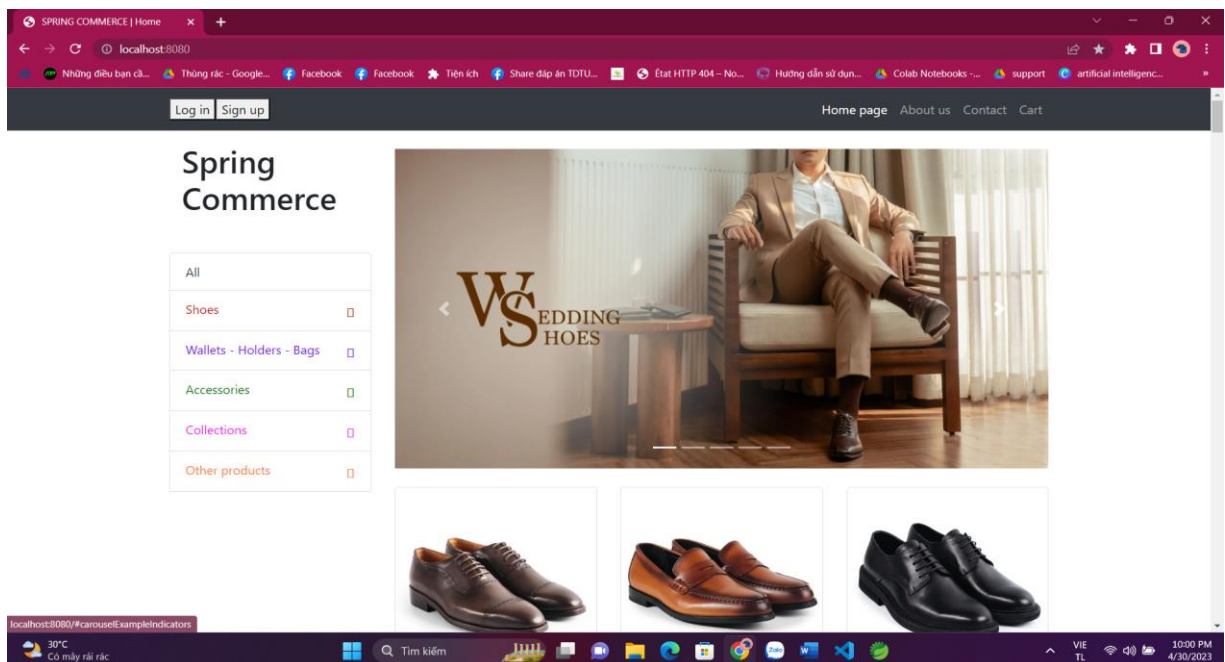 SPRING COMMERCE | Home
localhost:8080
Những điều bạn cầ...
Thùng rác - Google...
Facebook
Facebook
Tiện ích
Share đáp án TDTU...
État HTTP 404 – No...
Hướng dẫn sử dụn...
Colab Notebooks -...
support
artificial intelligenc...
»
Log in
Sign up
Home page
About us
Contact
Cart
Spring
Commerce
All
Shoes
Wallets - Holders - Bags
Accessories
Collections
Other products
WEDDING
SHOES
localhost:8080/#carouselExampleIndicators
30°C
Có mây rải rác
Tìm kiếm
Zalo
VIE
TL
10:00 PM
4/30/2023